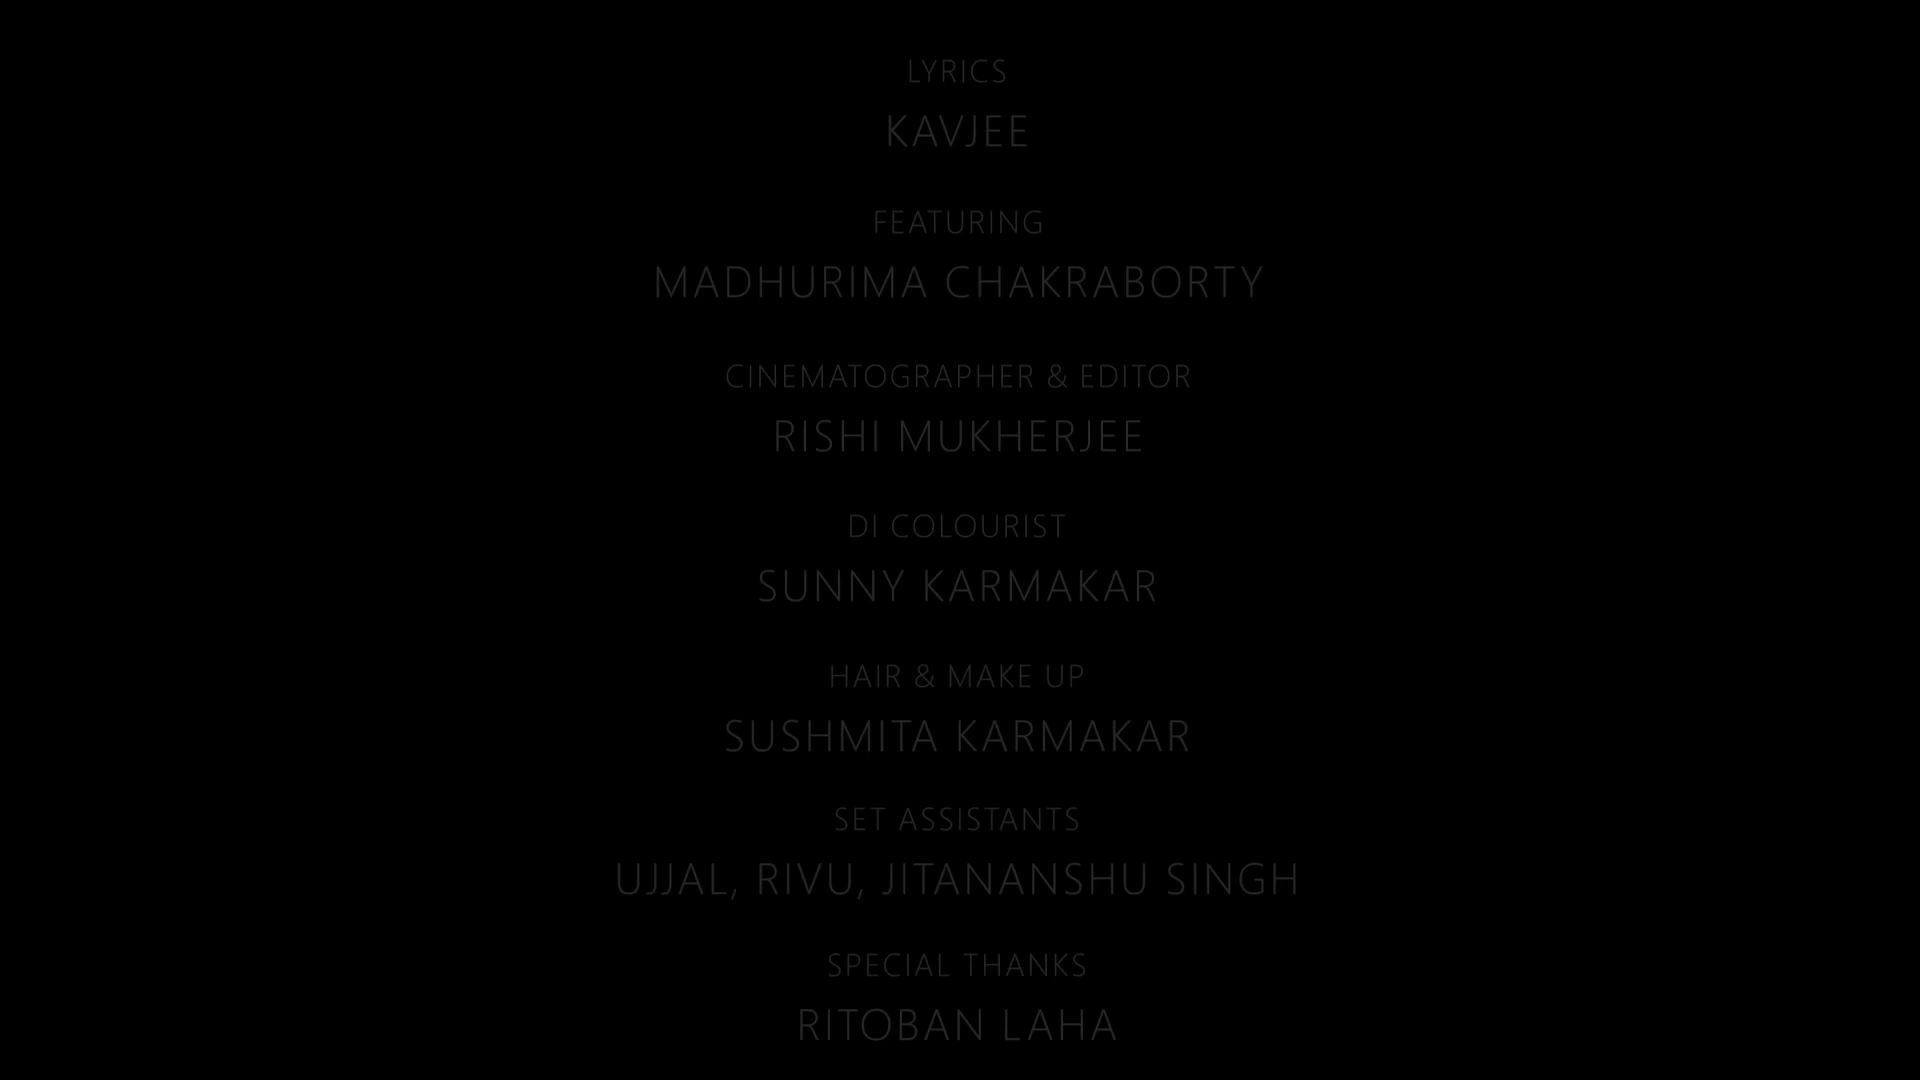 LYRICS
KAVJEE
FEATURING
MADHURIMA CHAKRABORTY
CINEMATOGRAPHER & EDITOR
RISHI MUKHERJEE
DI COLOURIST
SUNNY KARMAKAR
HAIR & MAKE UP
SUSHMITA KARMAKAR
SET ASSISTANTS
UJJAL, RIVU, JITANANSHU SINGH
SPECIAL THANKS
RITOBAN LAHA